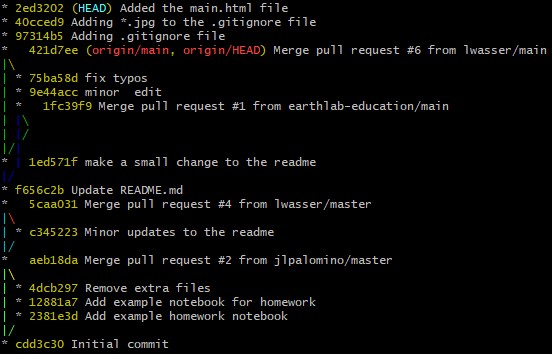 * 2ed3202 (HEAD) Added the main.html file
* 40cced9 Adding *.jpg to the .gitignore file
* 97314b5 Adding .gitignore file
*   421d7ee (origin/main, origin/HEAD) Merge pull request #6 from lwasser/main
|\
| * 75ba58d fix typos
| * 9e44acc minor  edit
| *   1fc39f9 Merge pull request #1 from earthlab-education/main
| |\
| |/
|/|
* | 1ed571f make a small change to the readme
|/
* f656c2b Update README.md
*   5caa031 Merge pull request #4 from lwasser/master
|\
| * c345223 Minor updates to the readme
|/
*   aeb18da Merge pull request #2 from jlpalomino/master
|\
| * 4dcb297 Remove extra files
| * 12881a7 Add example notebook for homework
| * 2381e3d Add example homework notebook
|/
* cdd3c30 Initial commit